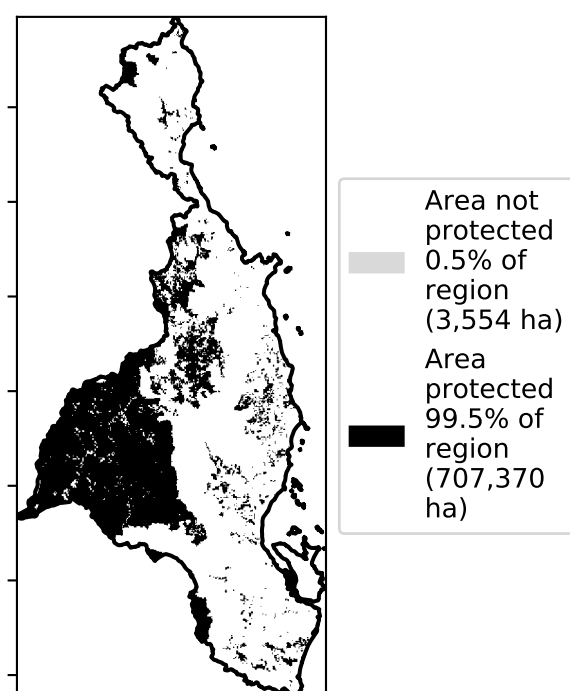 Area not
protected
0.5% of
region
(3,554 ha)
Area
protected
99.5% of
region
(707,370
ha)